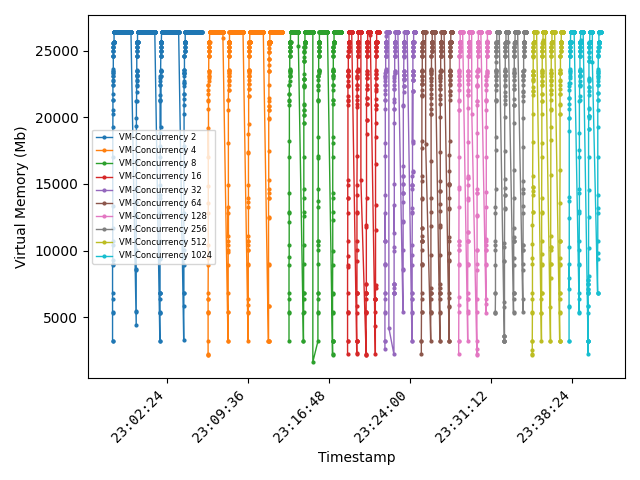 25000
20000
15000
10000
5000
Virtual Memory (Mb)
VM-Concurrency 2
VM-Concurrency 4
VM-Concurrency 8
VM-Concurrency 16
VM-Concurrency 32
VM-Concurrency 64
VM-Concurrency 128
VM-Concurrency 256
VM-Concurrency 512
VM-Concurrency 1024
23:02:24
23:09:36
23:16:48
23:24:00
23:31:12
23:38:24
Timestamp